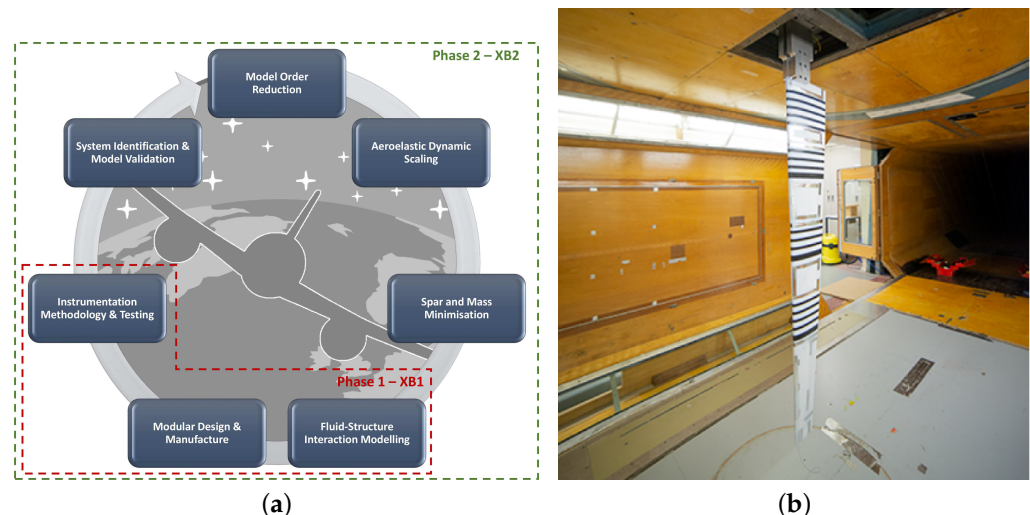 Phase 2 – XB2
Model Order
Reduction
System Identification &
Model Validation
Aeroelastic Dynamic
Scaling
Instrumentation
Methodology & Testing
Spar and Mass
Minimisation
Phase 1 – XB1
Modular Design &
Manufacture
Fluid-Structure
Interaction Modelling
(a)
(b)